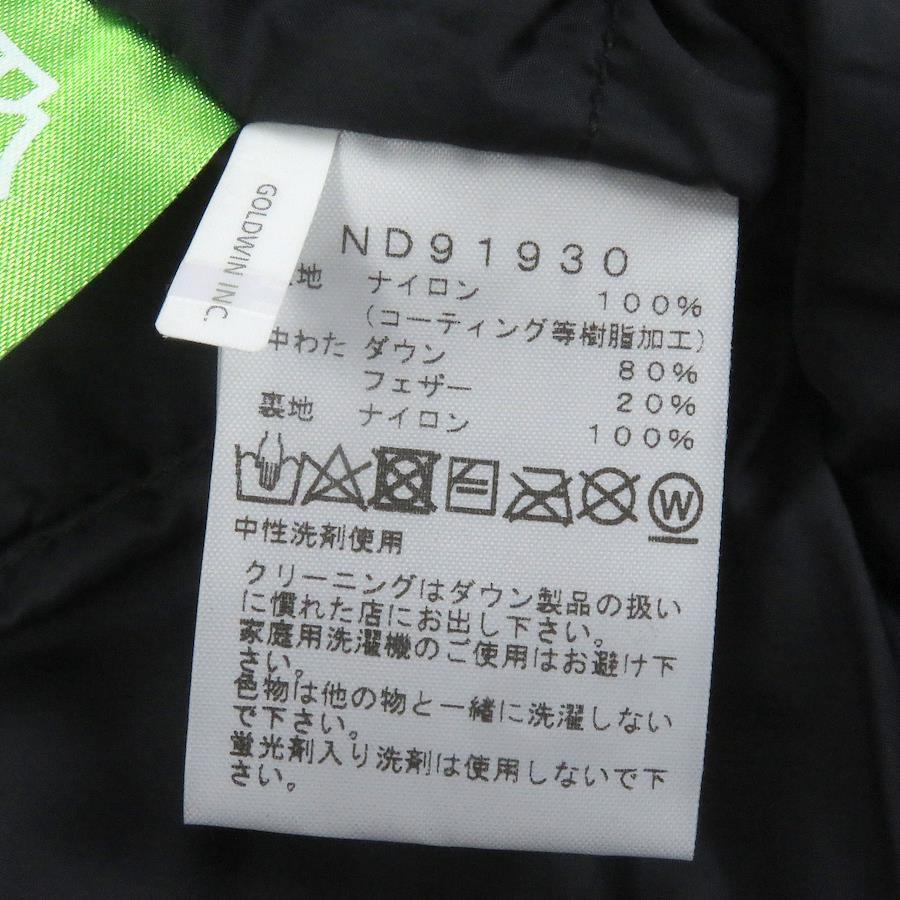 GOLDWIN INC.
ND91930
地 ナイロン 100%
(コーティング等樹脂加工)
中わた ダウン 80%
フェザー 20%
裏地 ナイロン 100%
W
中性洗剤使用
クリーニングはダウン製品の扱い
に慣れた店にお出し下さい。
家庭用洗濯機のご使用はお避け下
さい。
色物は他の物と一緒に洗濯しない
で下さい。
蛍光剤入り洗剤は使用しないで下
さい。